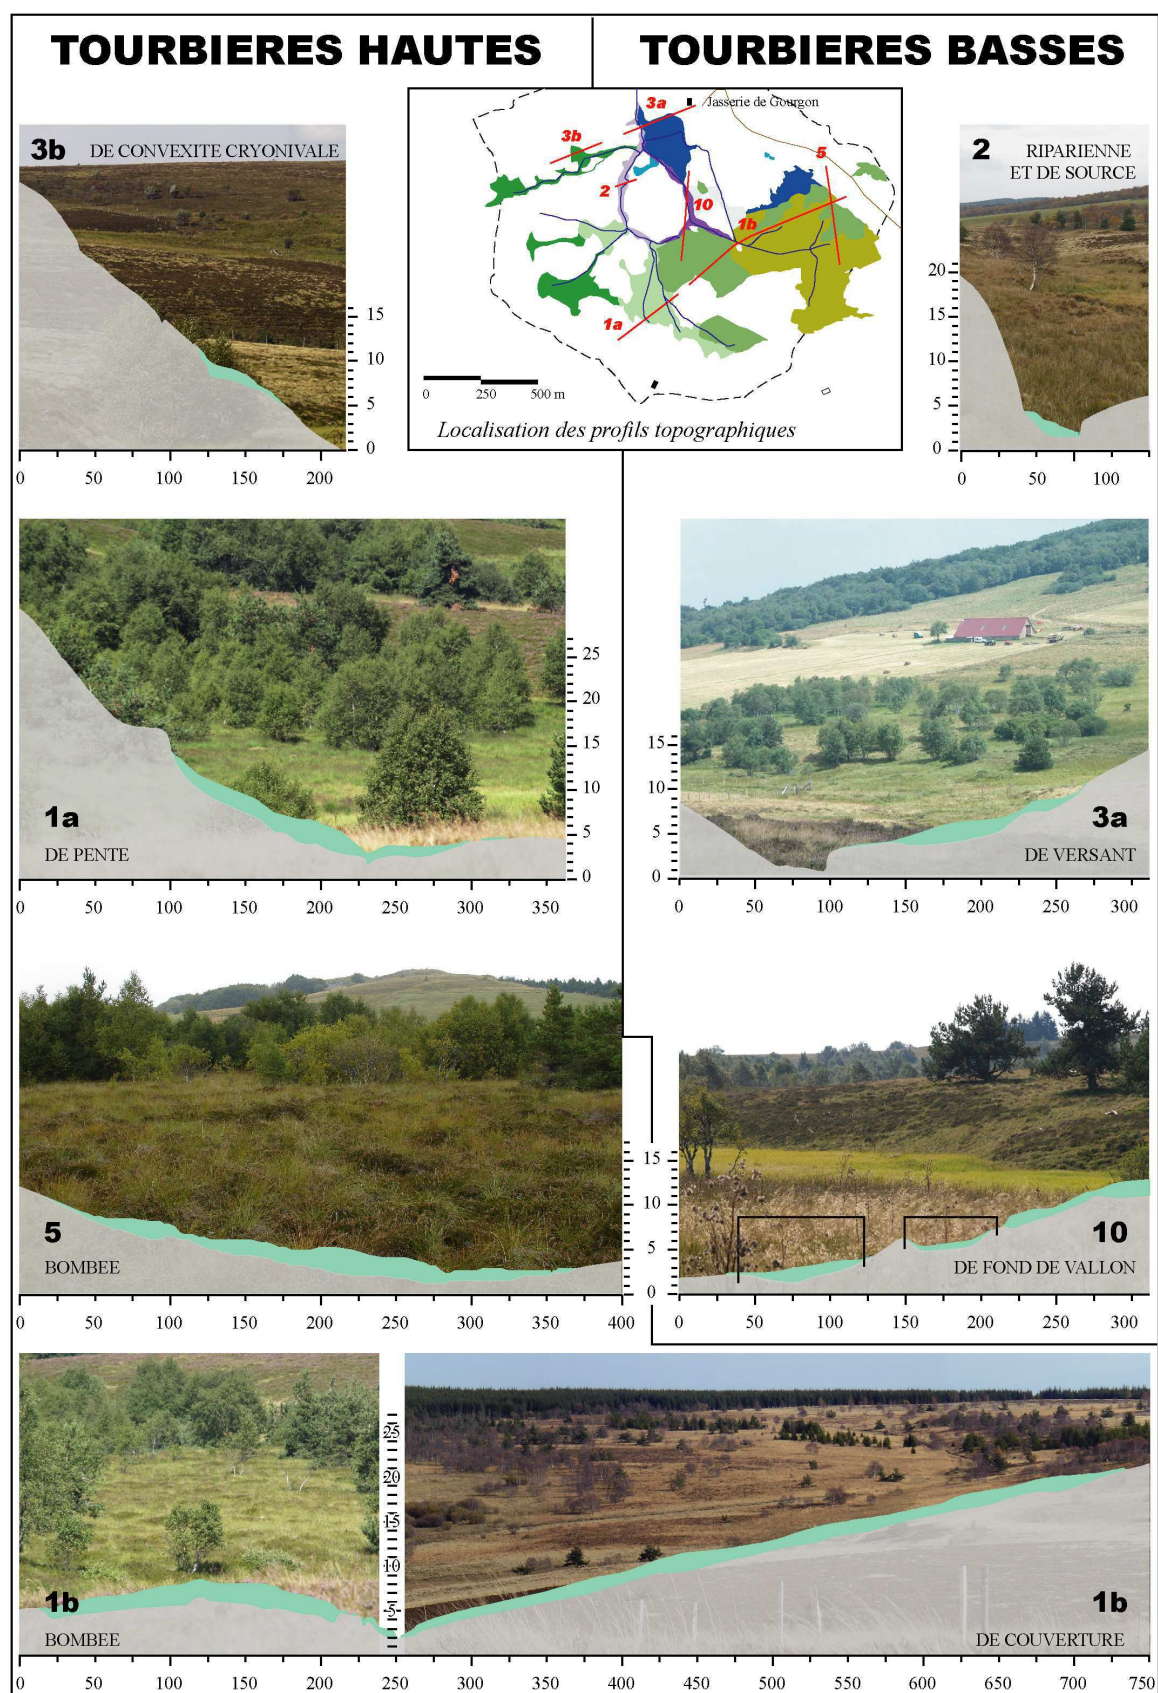 TOURBIERES HAUTES
TOURBIERES BASSES
3a
Jasserie de Gourgon
3b
5
2
10
1b
1a
0 250 500 m
Localisation des profils topographiques
3b DE CONVEXITE CRYONIVALE
15
10
5
0
0 50 100 150 200
2 RIPARIENNE
ET DE SOURCE
20
15
10
5
0
0 50 100
1a
DE PENTE
25
20
15
10
5
0
0 50 100 150 200 250 300 350
3a
DE VERSANT
15
10
5
0
0 50 100 150 200 250 300
5
BOMBEE
0 50 100 150 200 250 300 350 400
15
10
5
0
10
DE FOND DE VALLON
0 50 100 150 200 250 300
1b
BOMBEE
25
20
15
10
5
1b
DE COUVERTURE
0 50 100 150 200 250 300 350 400 450 500 550 600 650 700 750